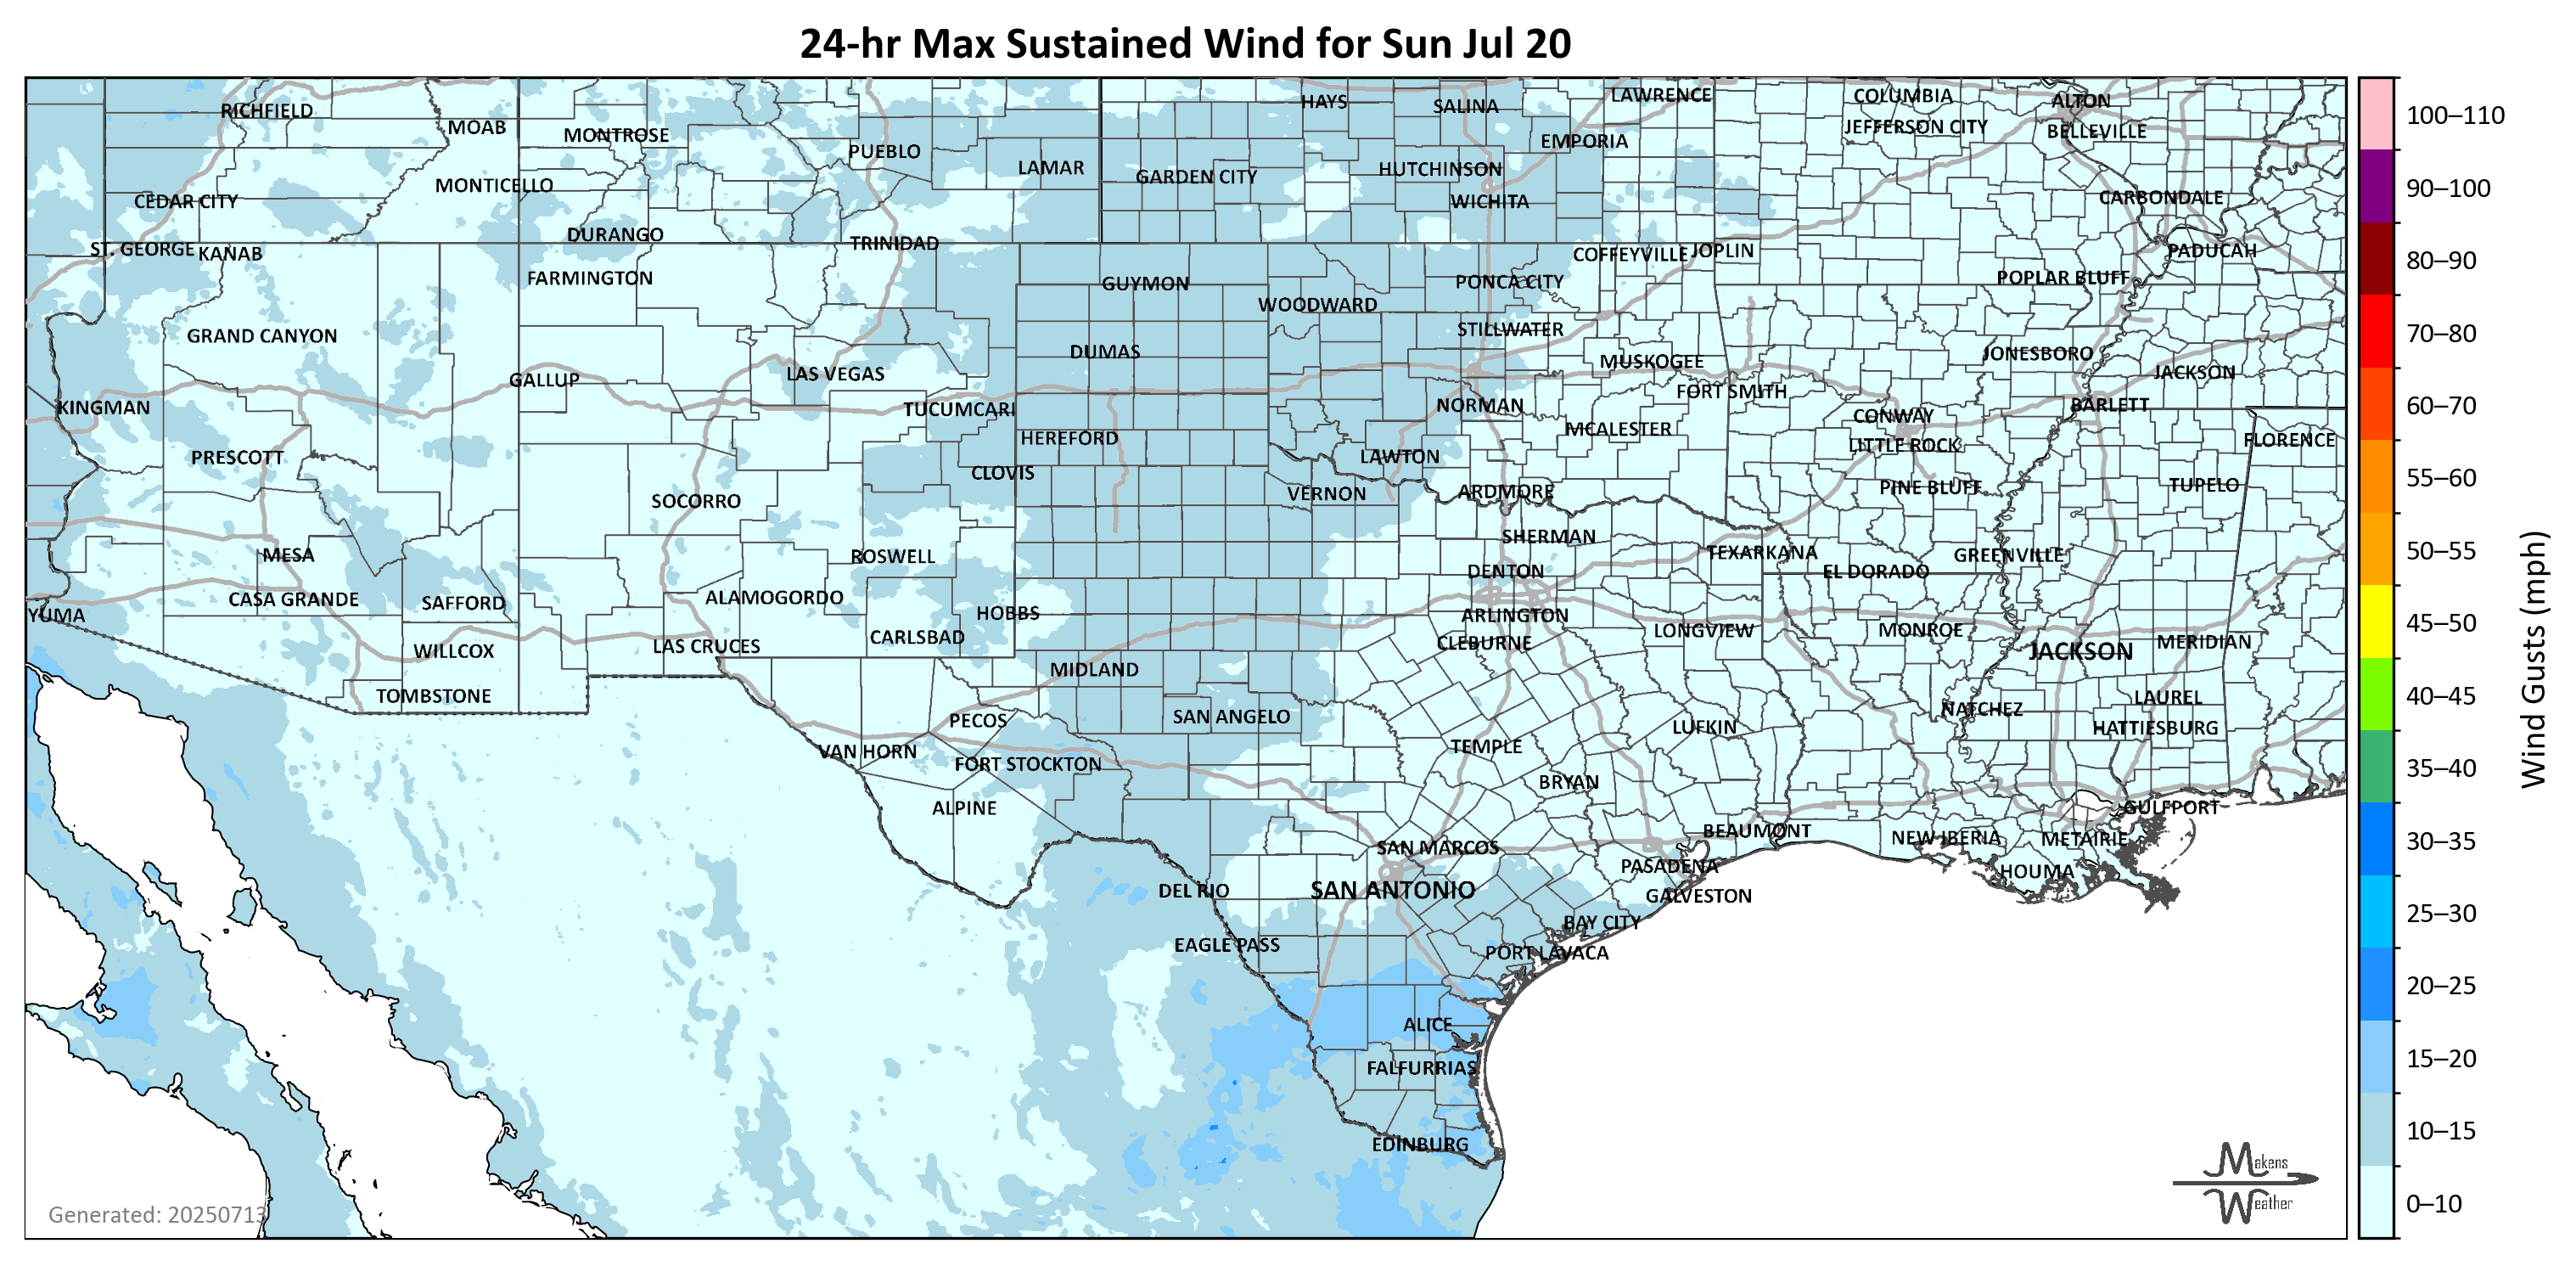 24-hr Max Sustained Wind for Sun Jul 20
RICHFIELD
MOAB
MONTROSE
PUEBLO
LAMAR
HAYS
SALINA
LAWRENCE
COLUMBIA
ALTON
JEFFERSON CITY
BELLEVILLE
EMPORIA
GARDEN CITY
HUTCHINSON
MONTICELLO
CEDAR CITY
WICHITA
CARBONDALE
ST. GEORGE
KANAB
DURANGO
TRINIDAD
COFFEYVILLE
JOPLIN
PADUCAH
FARMINGTON
GUYMON
PONCA CITY
POPLAR BLUFF
WOODWARD
GRAND CANYON
STILLWATER
DUMAS
MUSKOGEE
JONESBORO
GALLUP
LAS VEGAS
JACKSON
FORT SMITH
KINGMAN
TUCUMCARI
NORMAN
CONWAY
BARLETT
HEREFORD
MCALESTER
LITTLE ROCK
FLORENCE
PRESCOTT
CLOVIS
LAWTON
SOCORRO
VERNON
ARDMORE
PINE BLUFF
TUPELO
SHERMAN
MESA
ROSWELL
TEXARKANA
GREENVILLE
DENTON
EL DORADO
CASA GRANDE
SAFFORD
ALAMOGORDO
HOBBS
ARLINGTON
YUMA
CARLSBAD
CLEBURNE
LONGVIEW
MONROE
WILLCOX
LAS CRUCES
JACKSON
MERIDIAN
MIDLAND
TOMBSTONE
LAUREL
PECOS
SAN ANGELO
NATCHEZ
LUFKIN
HATTIESBURG
VAN HORN
FORT STOCKTON
TEMPLE
BRYAN
ALPINE
GULFPORT
BEAUMONT
NEW IBERIA
METAIRIE
SAN MARCOS
PASADENA
HOUMA
DEL RIO
SAN ANTONIO
GALVESTON
BAY CITY
EAGLE PASS
PORT LAVACA
ALICE
FALFURRIAS
EDINBURG
Generated: 20250713
Makens
Weather
100–110
90–100
80–90
70–80
60–70
55–60
50–55
45–50
40–45
35–40
30–35
25–30
20–25
15–20
10–15
0–10
Wind Gusts (mph)